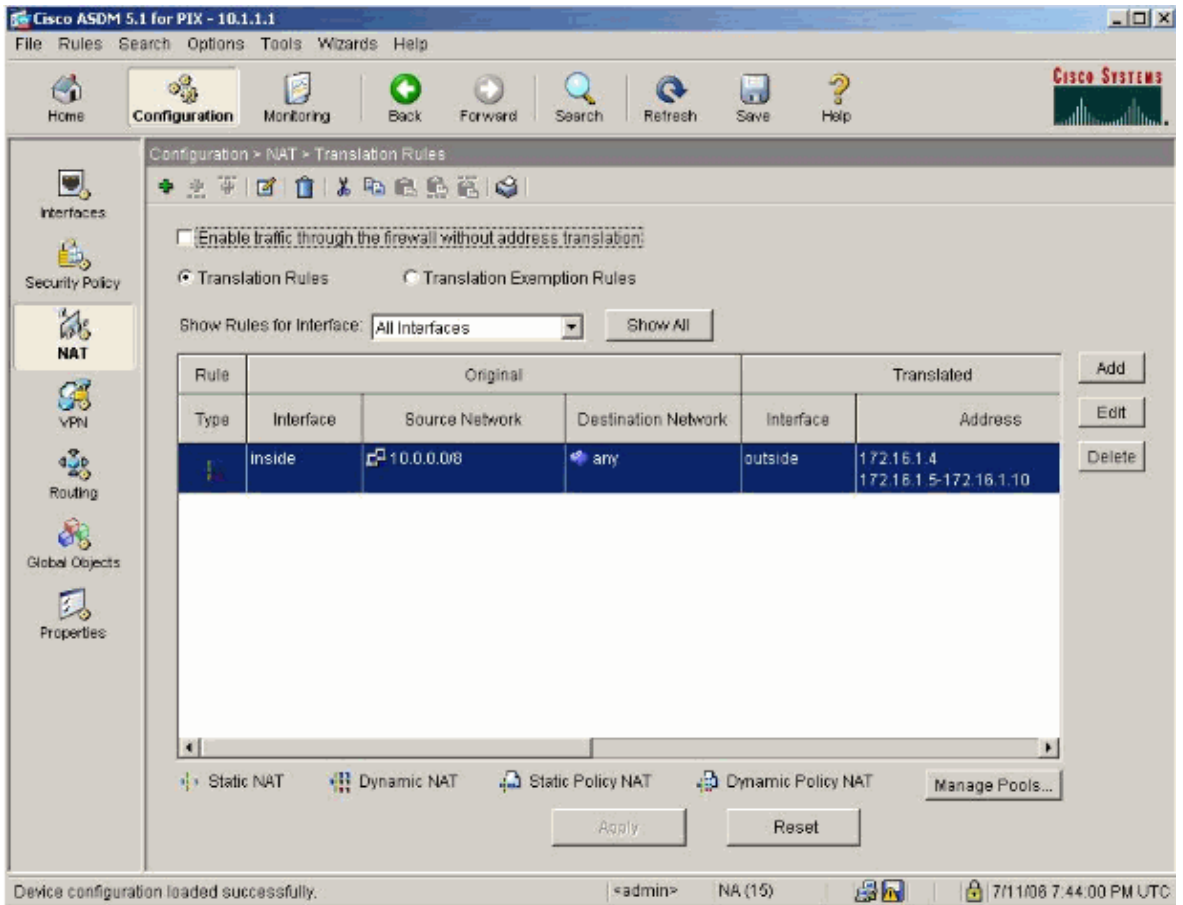 Cisco ASDM 5.1 for PIX - 10.1.1.1
File Rules Search Options Tools Wizards Help
Home Configuration Monitoring Back Forward Search Refresh Save Help
CISCO SYSTEMS
Configuration > NAT > Translation Rules
Interfaces
Security Policy
NAT
VPN
Routing
Global Objects
Properties
Enable traffic through the firewall without address translation
Translation Rules Translation Exemption Rules
Show Rules for Interface: All Interfaces Show All
Rule Original Translated
Type Interface Source Network Destination Network Interface Address
inside 10.0.0.0/8 any outside 172.16.1.4
172.16.1.5-172.16.1.10
Add
Edit
Delete
Static NAT Dynamic NAT Static Policy NAT Dynamic Policy NAT Manage Pools...
Apply Reset
Device configuration loaded successfully. <admin> NA (15) 7/11/06 7:44:00 PM UTC